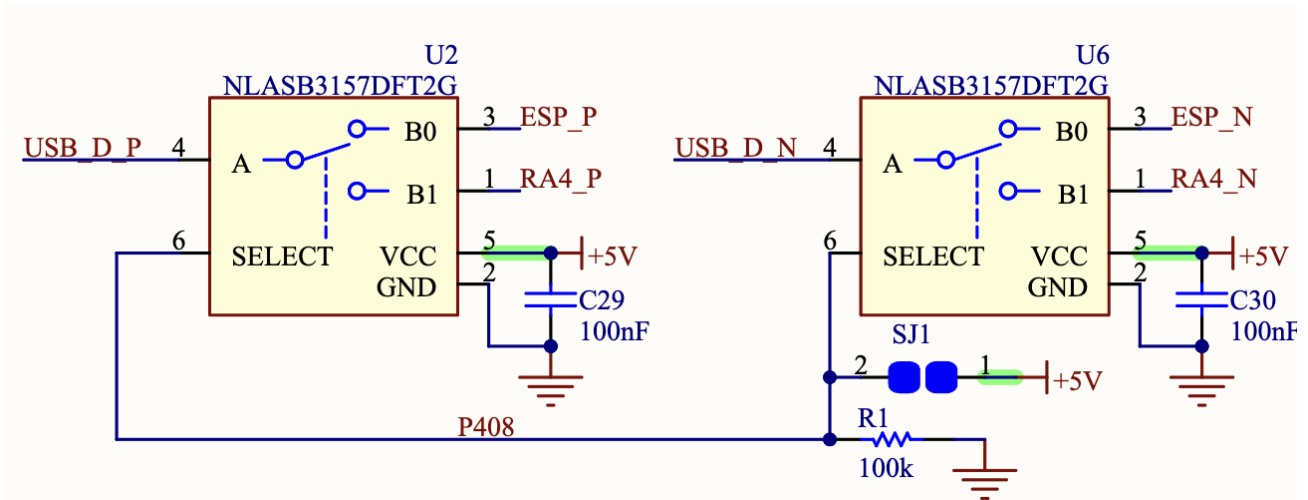 U2
NLASB3157DFT2G
USB_D_P
4
A
B0
3
ESP_P
B1
1
RA4_P
6
SELECT
VCC
5
+5V
GND
2
C29
100nF
U6
NLASB3157DFT2G
USB_D_N
4
A
B0
3
ESP_N
B1
1
RA4_N
6
SELECT
VCC
5
+5V
GND
2
C30
100nF
SJ1
2
1
+5V
P408
R1
100k